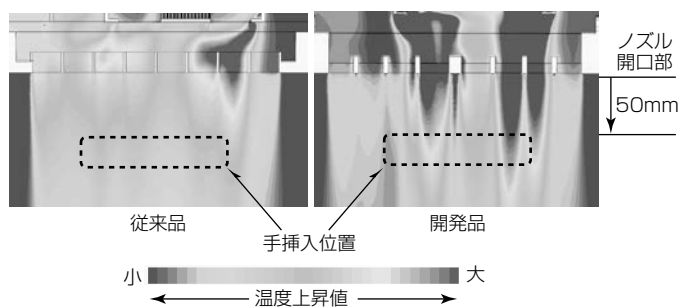 ノズル
開口部
50mm
従来品
開発品
手挿入位置
小
大
温度上昇値